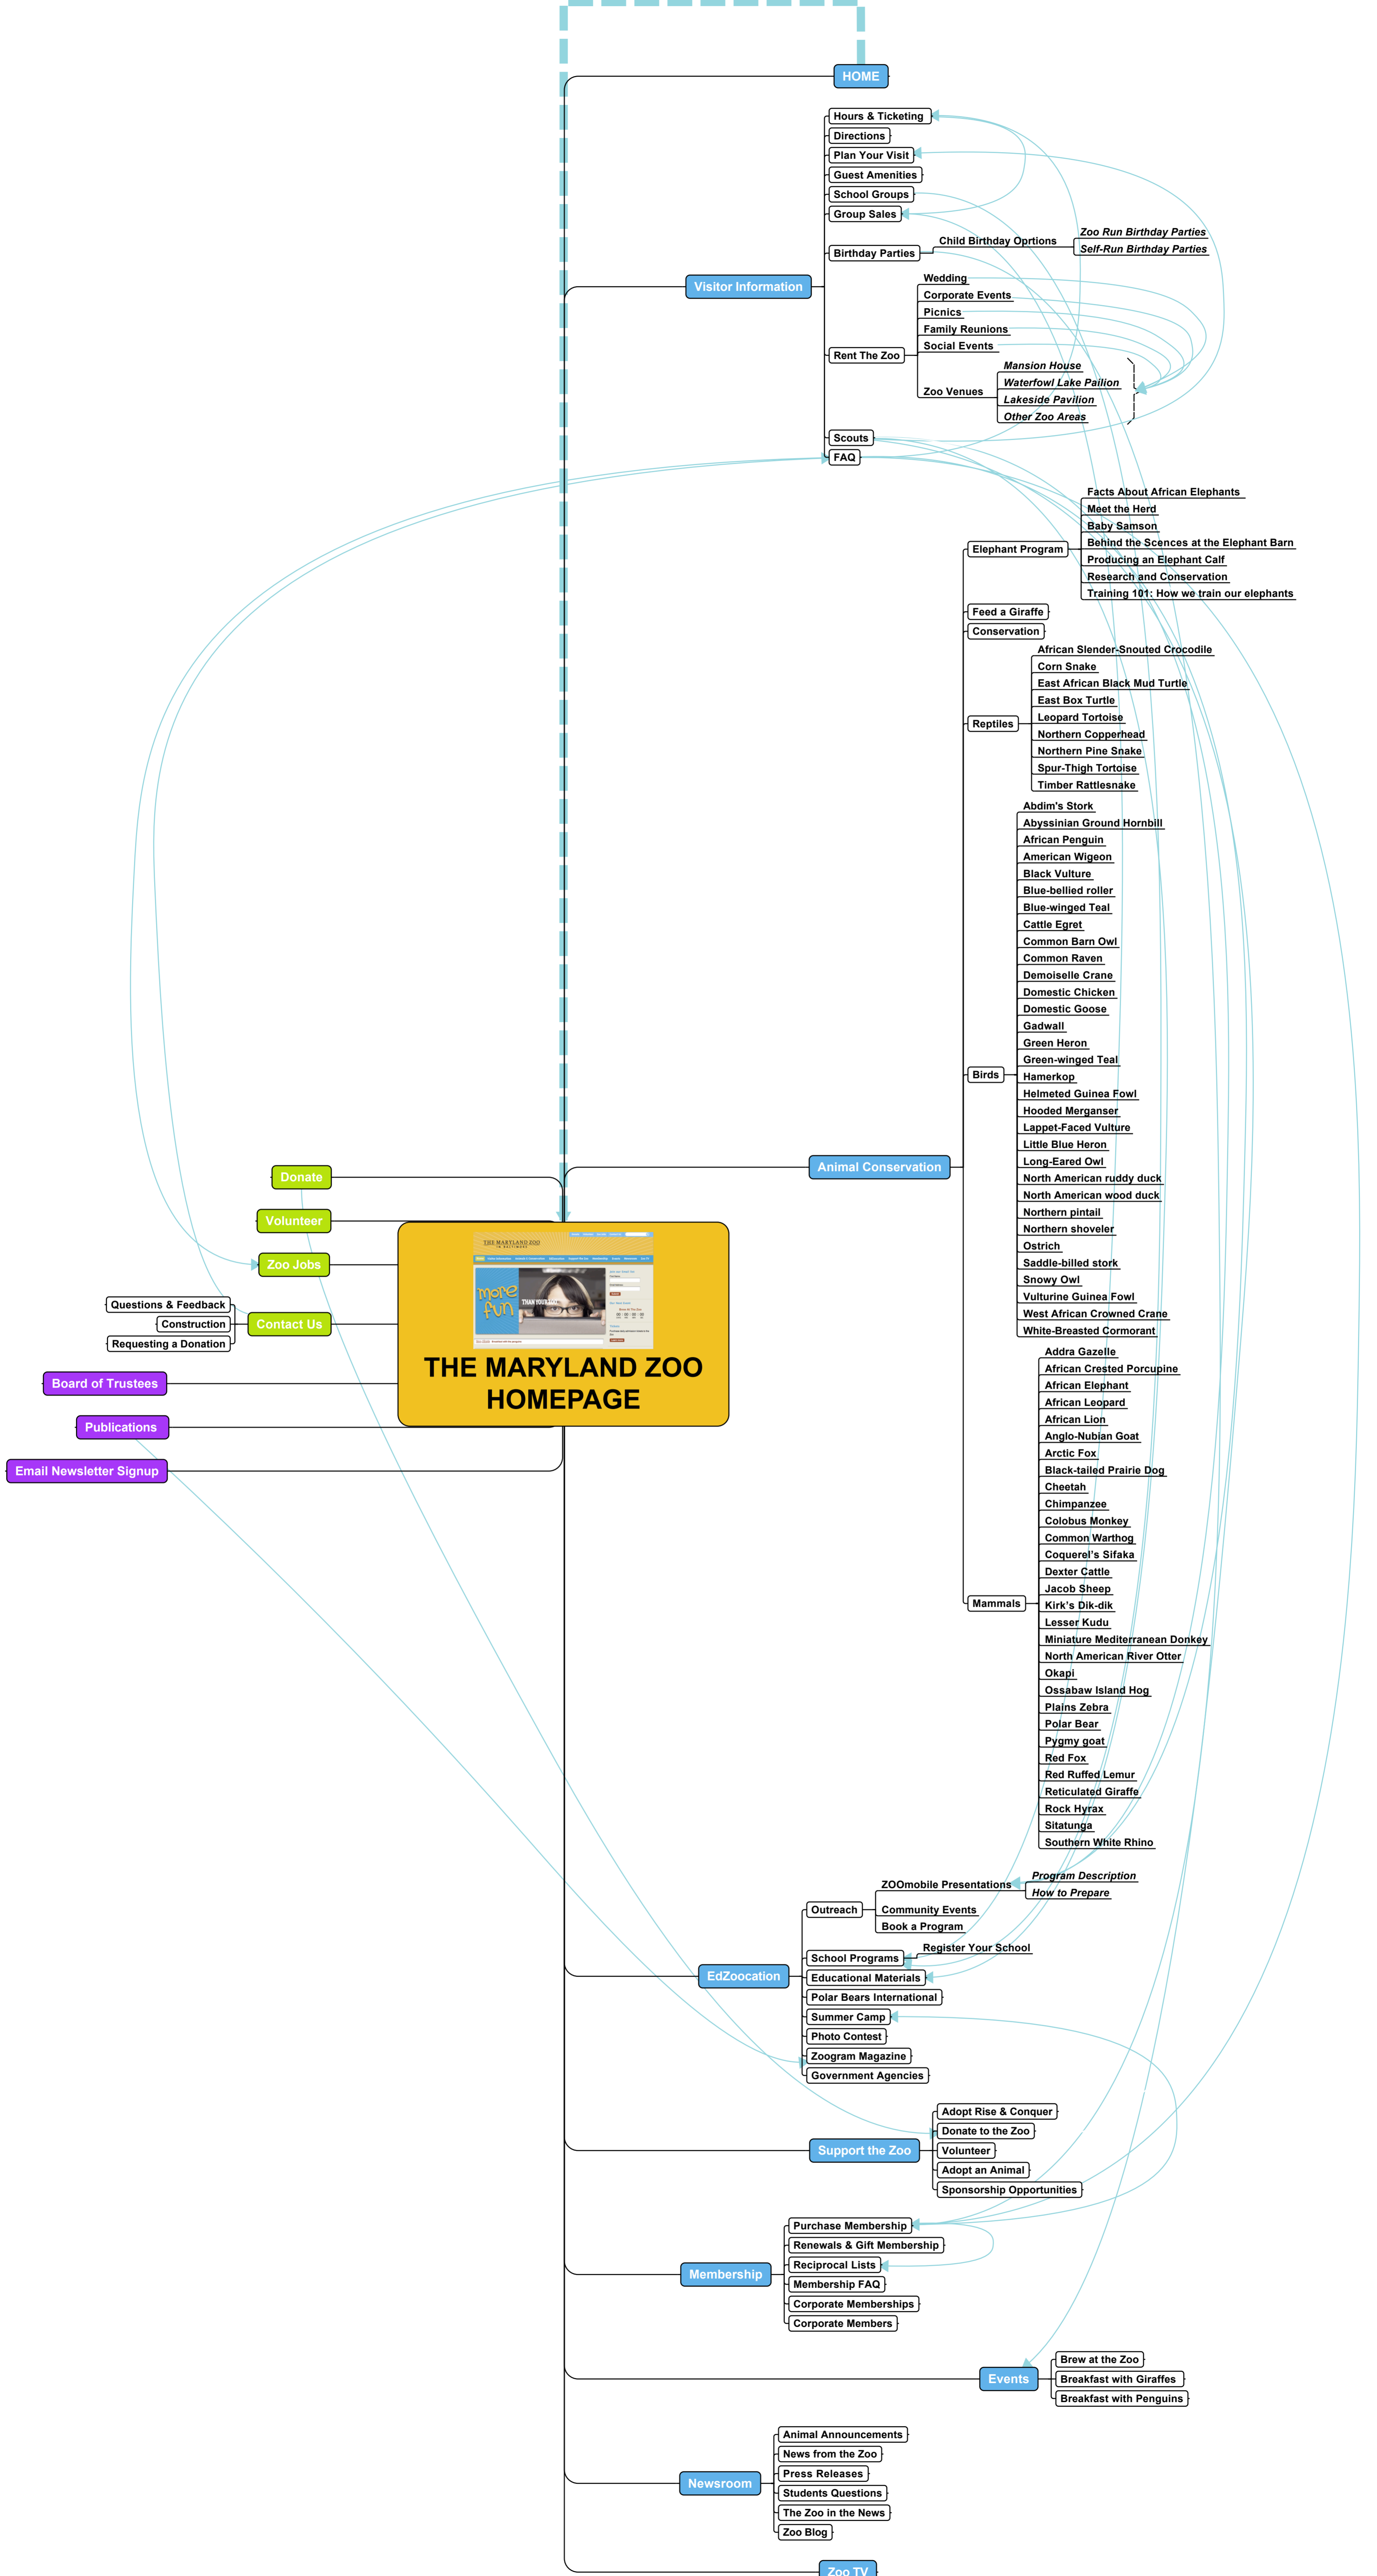 HOME
Hours & Ticketing
Directions
Plan Your Visit
Guest Amenities
School Groups
Group Sales
Birthday Parties
Child Birthday Oprtions
Zoo Run Birthday Parties
Self-Run Birthday Parties
Visitor Information
Rent The Zoo
Wedding
Corporate Events
Picnics
Family Reunions
Social Events
Zoo Venues
Mansion House
Waterfowl Lake Pailion
Lakeside Pavilion
Other Zoo Areas
Scouts
FAQ
Elephant Program
Facts About African Elephants
Meet the Herd
Baby Samson
Behind the Scences at the Elephant Barn
Producing an Elephant Calf
Research and Conservation
Training 101: How we train our elephants
Feed a Giraffe
Conservation
Reptiles
African Slender-Snouted Crocodile
Corn Snake
East African Black Mud Turtle
East Box Turtle
Leopard Tortoise
Northern Copperhead
Northern Pine Snake
Spur-Thigh Tortoise
Timber Rattlesnake
Birds
Abdim's Stork
Abyssinian Ground Hornbill
African Penguin
American Wigeon
Black Vulture
Blue-bellied roller
Blue-winged Teal
Cattle Egret
Common Barn Owl
Common Raven
Demoiselle Crane
Domestic Chicken
Domestic Goose
Gadwall
Green Heron
Green-winged Teal
Hamerkop
Helmeted Guinea Fowl
Hooded Merganser
Lappet-Faced Vulture
Little Blue Heron
Long-Eared Owl
North American ruddy duck
North American wood duck
Northern pintail
Northern shoveler
Ostrich
Saddle-billed stork
Snowy Owl
Vulturine Guinea Fowl
West African Crowned Crane
White-Breasted Cormorant
Animal Conservation
Mammals
Addra Gazelle
African Crested Porcupine
African Elephant
African Leopard
African Lion
Anglo-Nubian Goat
Arctic Fox
Black-tailed Prairie Dog
Cheetah
Chimpanzee
Colobus Monkey
Common Warthog
Coquerel's Sifaka
Dexter Cattle
Jacob Sheep
Kirk's Dik-dik
Lesser Kudu
Miniature Mediterranean Donkey
North American River Otter
Okapi
Ossabaw Island Hog
Plains Zebra
Polar Bear
Pygmy goat
Red Fox
Red Ruffed Lemur
Reticulated Giraffe
Rock Hyrax
Sitatunga
Southern White Rhino
Donate
Volunteer
Zoo Jobs
Contact Us
Questions & Feedback
Construction
Requesting a Donation
Board of Trustees
Publications
Email Newsletter Signup
THE MARYLAND ZOO
more
fun
THAN YOUR
THE MARYLAND ZOO
HOMEPAGE
EdZoocation
Outreach
ZOOmobile Presentations
Program Description
How to Prepare
Community Events
Book a Program
School Programs
Register Your School
Educational Materials
Polar Bears International
Summer Camp
Photo Contest
Zoogram Magazine
Government Agencies
Support the Zoo
Adopt Rise & Conquer
Donate to the Zoo
Volunteer
Adopt an Animal
Sponsorship Opportunities
Membership
Purchase Membership
Renewals & Gift Membership
Reciprocal Lists
Membership FAQ
Corporate Memberships
Corporate Members
Events
Brew at the Zoo
Breakfast with Giraffes
Breakfast with Penguins
Newsroom
Animal Announcements
News from the Zoo
Press Releases
Students Questions
The Zoo in the News
Zoo Blog
Zoo TV